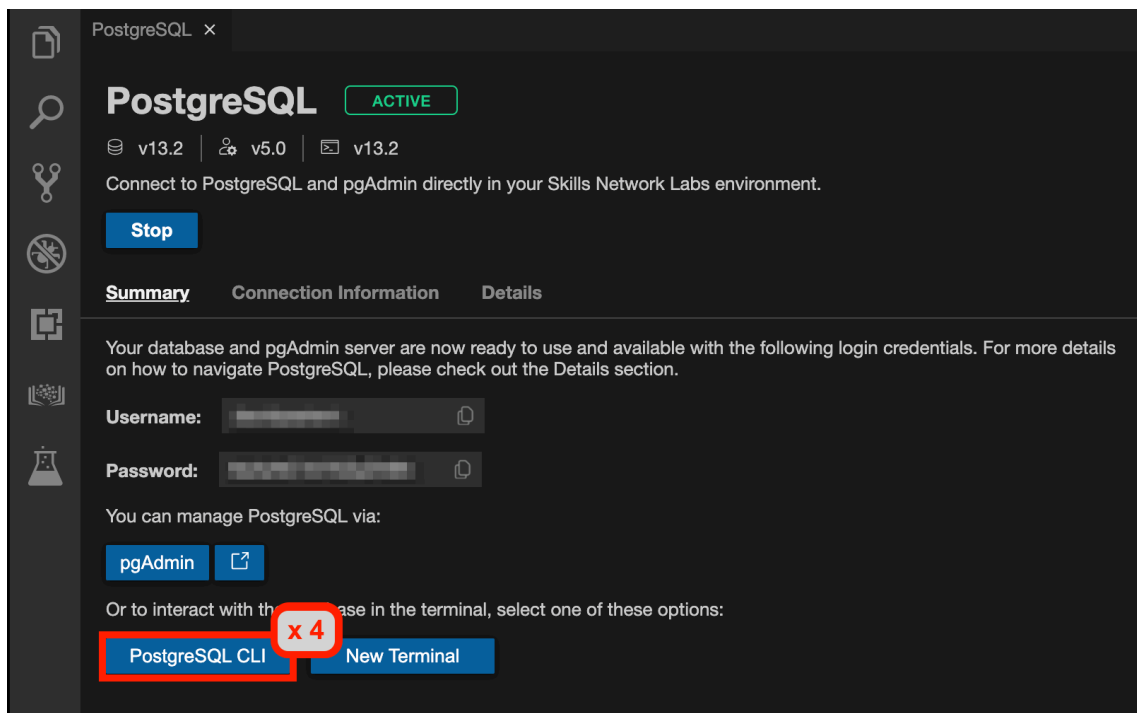 PostgreSQL ×
PostgreSQL ACTIVE
v13.2 v5.0 v13.2
Connect to PostgreSQL and pgAdmin directly in your Skills Network Labs environment.
Stop
Summary Connection Information Details
Your database and pgAdmin server are now ready to use and available with the following login credentials. For more details
on how to navigate PostgreSQL, please check out the Details section.
Username:
Password:
You can manage PostgreSQL via:
pgAdmin
Or to interact with the ase in the terminal, select one of these options:
x 4
PostgreSQL CLI New Terminal